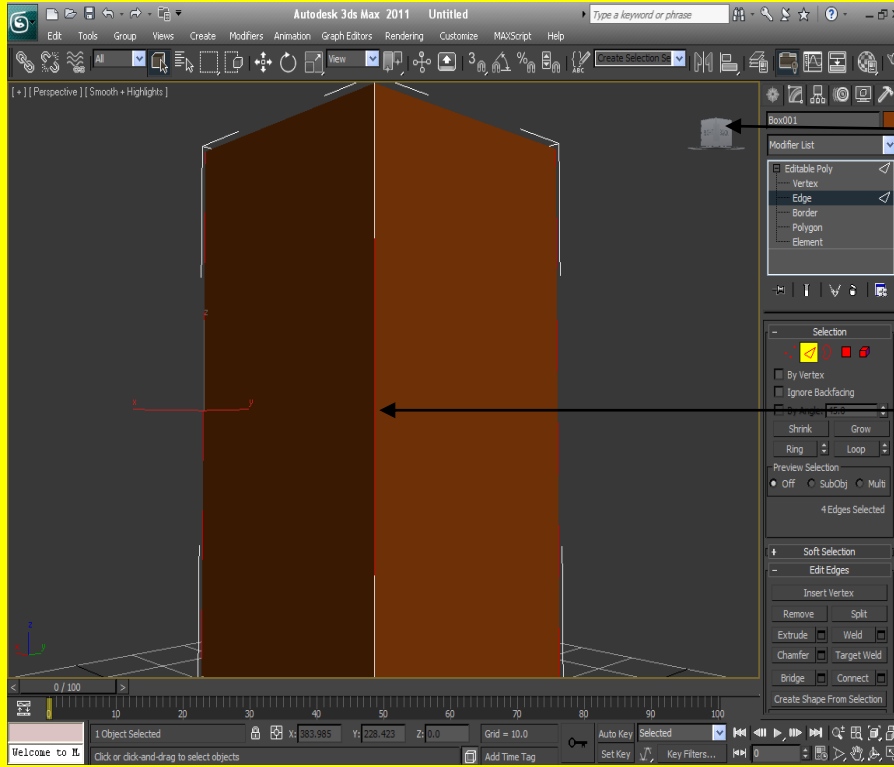 Autodesk 3ds Max 2011 Untitled
Type a keyword or phrase
Edit Tools Group Views Create Modifiers Animation Graph Editors Rendering Customize MAXScript Help
All View 3 Create Selection Se
[ + ] [ Perspective ] [ Smooth + Highlights ]
Box001
Modifier List
Editable Poly
Vertex
Edge
Border
Polygon
Element
Selection
By Vertex
Ignore Backfacing
By Angle: 45.0
Shrink Grow
Ring Loop
Preview Selection
Off SubObj Multi
4 Edges Selected
Soft Selection
Edit Edges
Insert Vertex
Remove Split
Extrude Weld
Chamfer Target Weld
Bridge Connect
Create Shape From Selection
z
x y
z
x y
< 0 / 100 >
0 10 20 30 40 50 60 70 80 90 100
1 Object Selected X: 383.985 Y: 228.423 Z: 0.0 Grid = 10.0 Auto Key Selected
Welcome to M. Click or click-and-drag to select objects Add Time Tag Set Key Key Filters... 0